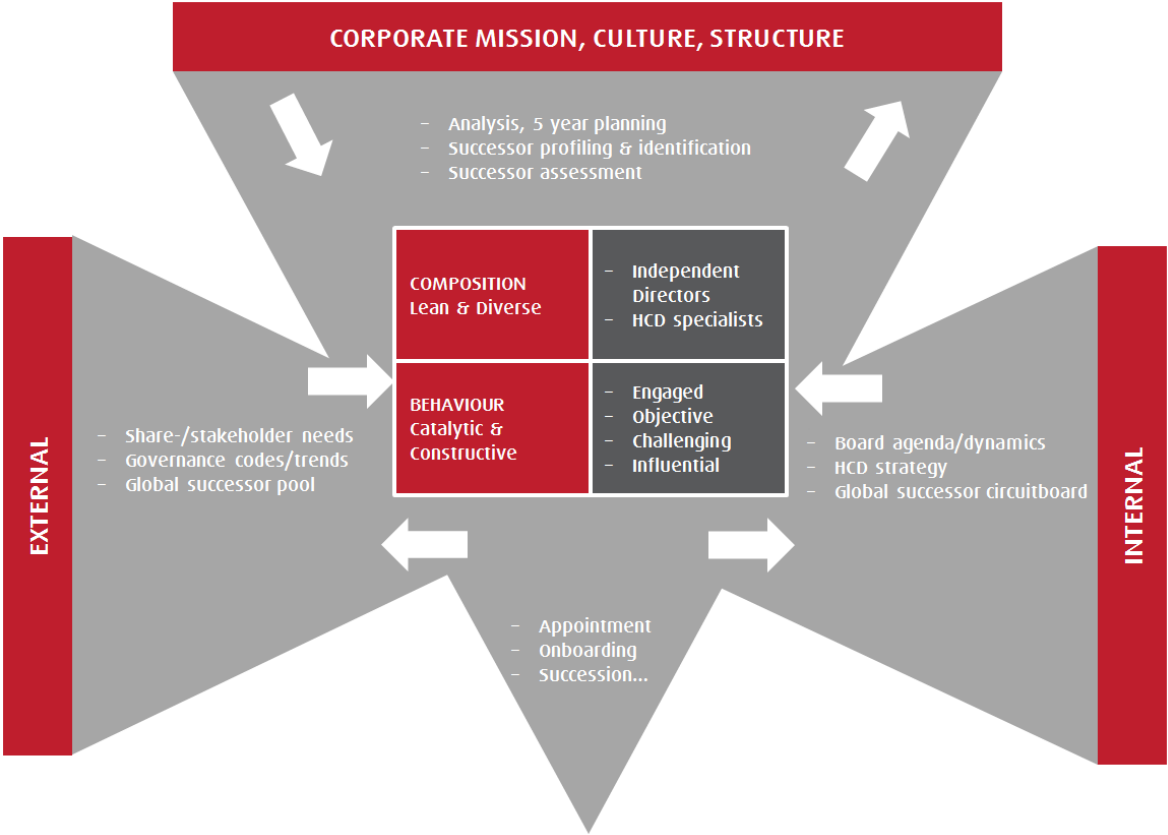 CORPORATE MISSION, CULTURE, STRUCTURE
- Analysis, 5 year planning
- Successor profiling & identification
- Successor assessment
COMPOSITION
Lean & Diverse
- Independent
Directors
- HCD specialists
BEHAVIOUR
Catalytic &
Constructive
- Engaged
- Objective
- Challenging
- Influential
EXTERNAL
- Share-/stakeholder needs
- Governance codes/trends
- Global successor pool
- Board agenda/dynamics
- HCD strategy
- Global successor circuitboard
INTERNAL
- Appointment
- Onboarding
- Succession...